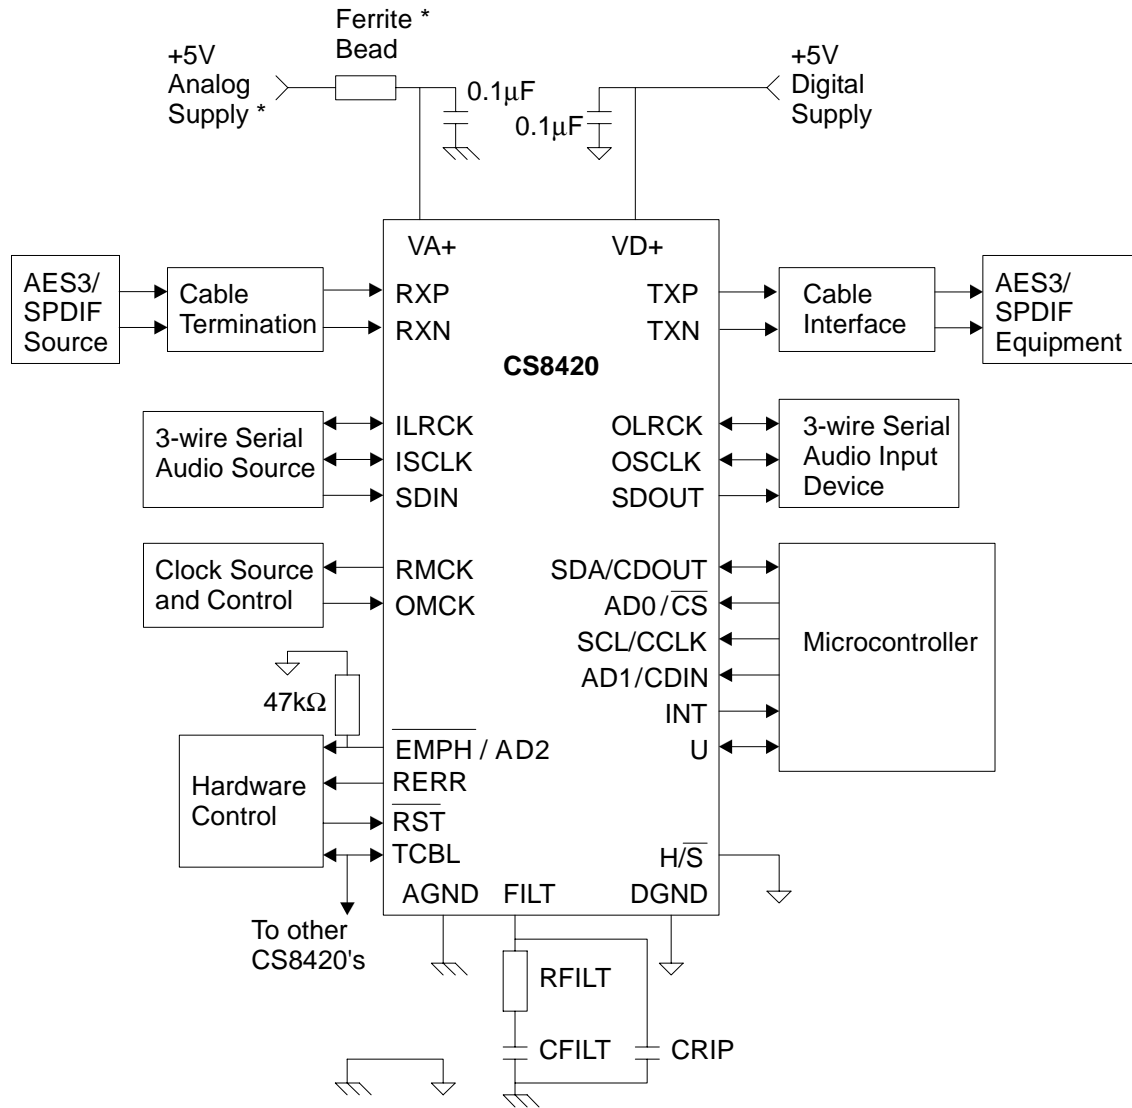 Ferrite *
Bead
+5V
Analog
Supply *
+5V
Digital
Supply
0.1µF
0.1µF
VA+
VD+
AES3/
SPDIF
Source
Cable
Termination
RXP
RXN
TXP
TXN
Cable
Interface
AES3/
SPDIF
Equipment
CS8420
3-wire Serial
Audio Source
ILRCK
ISCLK
SDIN
OLRCK
OSCLK
SDOUT
3-wire Serial
Audio Input
Device
Clock Source
and Control
RMCK
OMCK
SDA/CDOUT
AD0/C̅S̅
SCL/CCLK
AD1/CDIN
INT
U
Microcontroller
47kΩ
Hardware
Control
E̅M̅P̅H̅ / AD2
RERR
R̅S̅T̅
TCBL
H/S̅
AGND
FILT
DGND
To other
CS8420's
RFILT
CFILT
CRIP